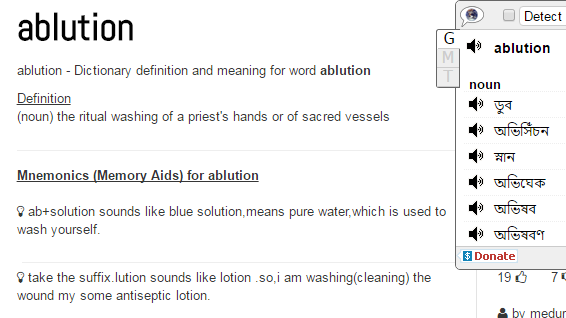 ablution
ablution - Dictionary definition and meaning for word ablution
Definition
(noun) the ritual washing of a priest's hands or of sacred vessels
Mnemonics (Memory Aids) for ablution
ab+solution sounds like blue solution,means pure water,which is used to
wash yourself.
take the suffix.lution sounds like lotion .so,i am washing(cleaning) the
wound my some antiseptic lotion.
Detect
G
M
T
ablution
noun
ডুব
অভিসিঁচন
স্নান
অভিঘেক
অভিষব
অভিষবণ
Donate
19
7
by medur